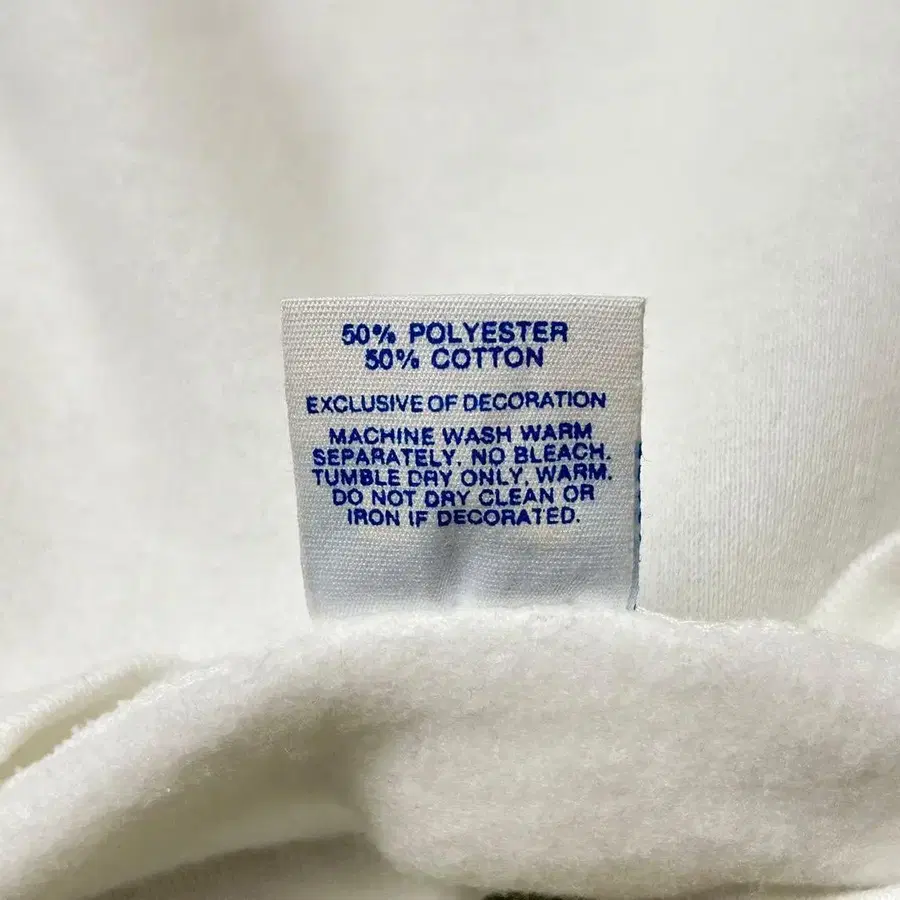 50% POLYESTER
50% COTTON
EXCLUSIVE OF DECORATION
MACHINE WASH WARM
SEPARATELY, NO BLEACH.
TUMBLE DRY ONLY, WARM.
DO NOT DRY CLEAN OR
IRON IF DECORATED.